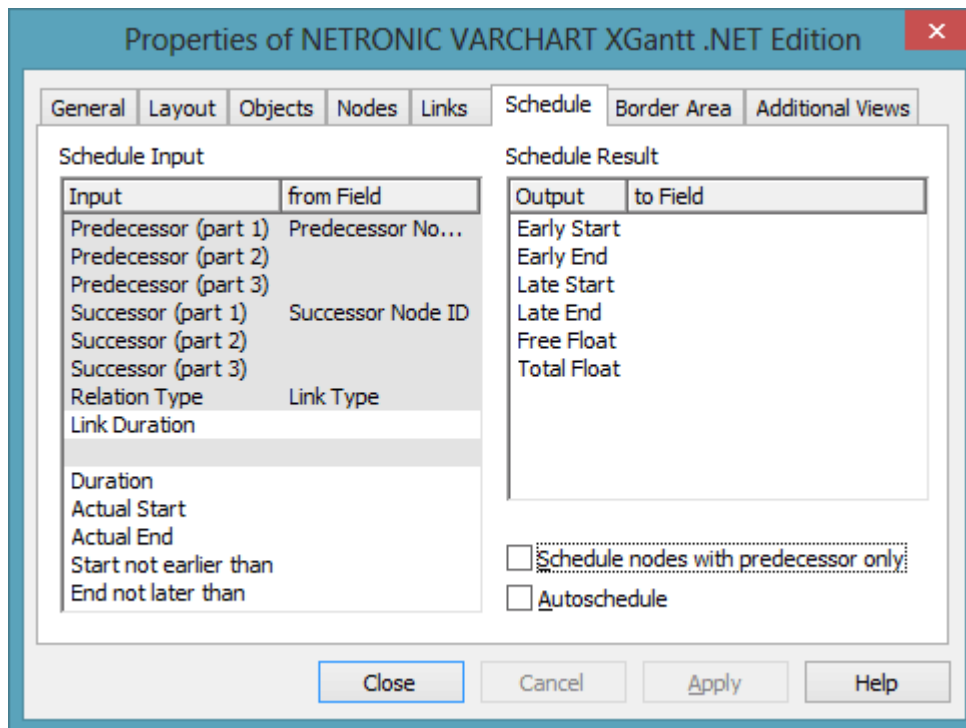 Properties of NETRONIC VARCHART XGantt .NET Edition
General Layout Objects Nodes Links Schedule Border Area Additional Views
Schedule Input
Input from Field
Predecessor (part 1) Predecessor No...
Predecessor (part 2)
Predecessor (part 3)
Successor (part 1) Successor Node ID
Successor (part 2)
Successor (part 3)
Relation Type Link Type
Link Duration
Duration
Actual Start
Actual End
Start not earlier than
End not later than
Schedule Result
Output to Field
Early Start
Early End
Late Start
Late End
Free Float
Total Float
Schedule nodes with predecessor only
Autoschedule
Close Cancel Apply Help